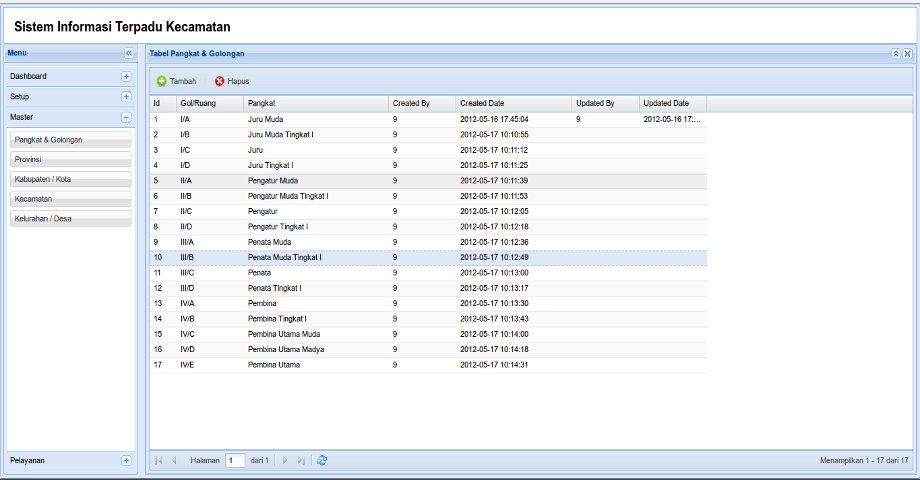 Sistem Informasi Terpadu Kecamatan
Menu
Dashboard
Setup
Master
Pangkat & Golongan
Provinsi
Kabupaten / Kota
Kecamatan
Kelurahan / Desa
Pelayanan
Tabel Pangkat & Golongan
Tambah Hapus
Id Gol/Ruang Pangkat Created By Created Date Updated By Updated Date
1 I/A Juru Muda 9 2012-05-16 17:45:04 9 2012-05-16 17:...
2 I/B Juru Muda Tingkat I 9 2012-05-17 10:10:55
3 I/C Juru 9 2012-05-17 10:11:12
4 I/D Juru Tingkat I 9 2012-05-17 10:11:25
5 II/A Pengatur Muda 9 2012-05-17 10:11:39
6 II/B Pengatur Muda Tingkat I 9 2012-05-17 10:11:53
7 II/C Pengatur 9 2012-05-17 10:12:05
8 II/D Pengatur Tingkat I 9 2012-05-17 10:12:18
9 III/A Penata Muda 9 2012-05-17 10:12:36
10 III/B Penata Muda Tingkat I 9 2012-05-17 10:12:49
11 III/C Penata 9 2012-05-17 10:13:00
12 III/D Penata Tingkat I 9 2012-05-17 10:13:17
13 IV/A Pembina 9 2012-05-17 10:13:30
14 IV/B Pembina Tingkat I 9 2012-05-17 10:13:43
15 IV/C Pembina Utama Muda 9 2012-05-17 10:14:00
16 IV/D Pembina Utama Madya 9 2012-05-17 10:14:18
17 IV/E Pembina Utama 9 2012-05-17 10:14:31
Halaman 1 dari 1 Menampilkan 1 - 17 dari 17